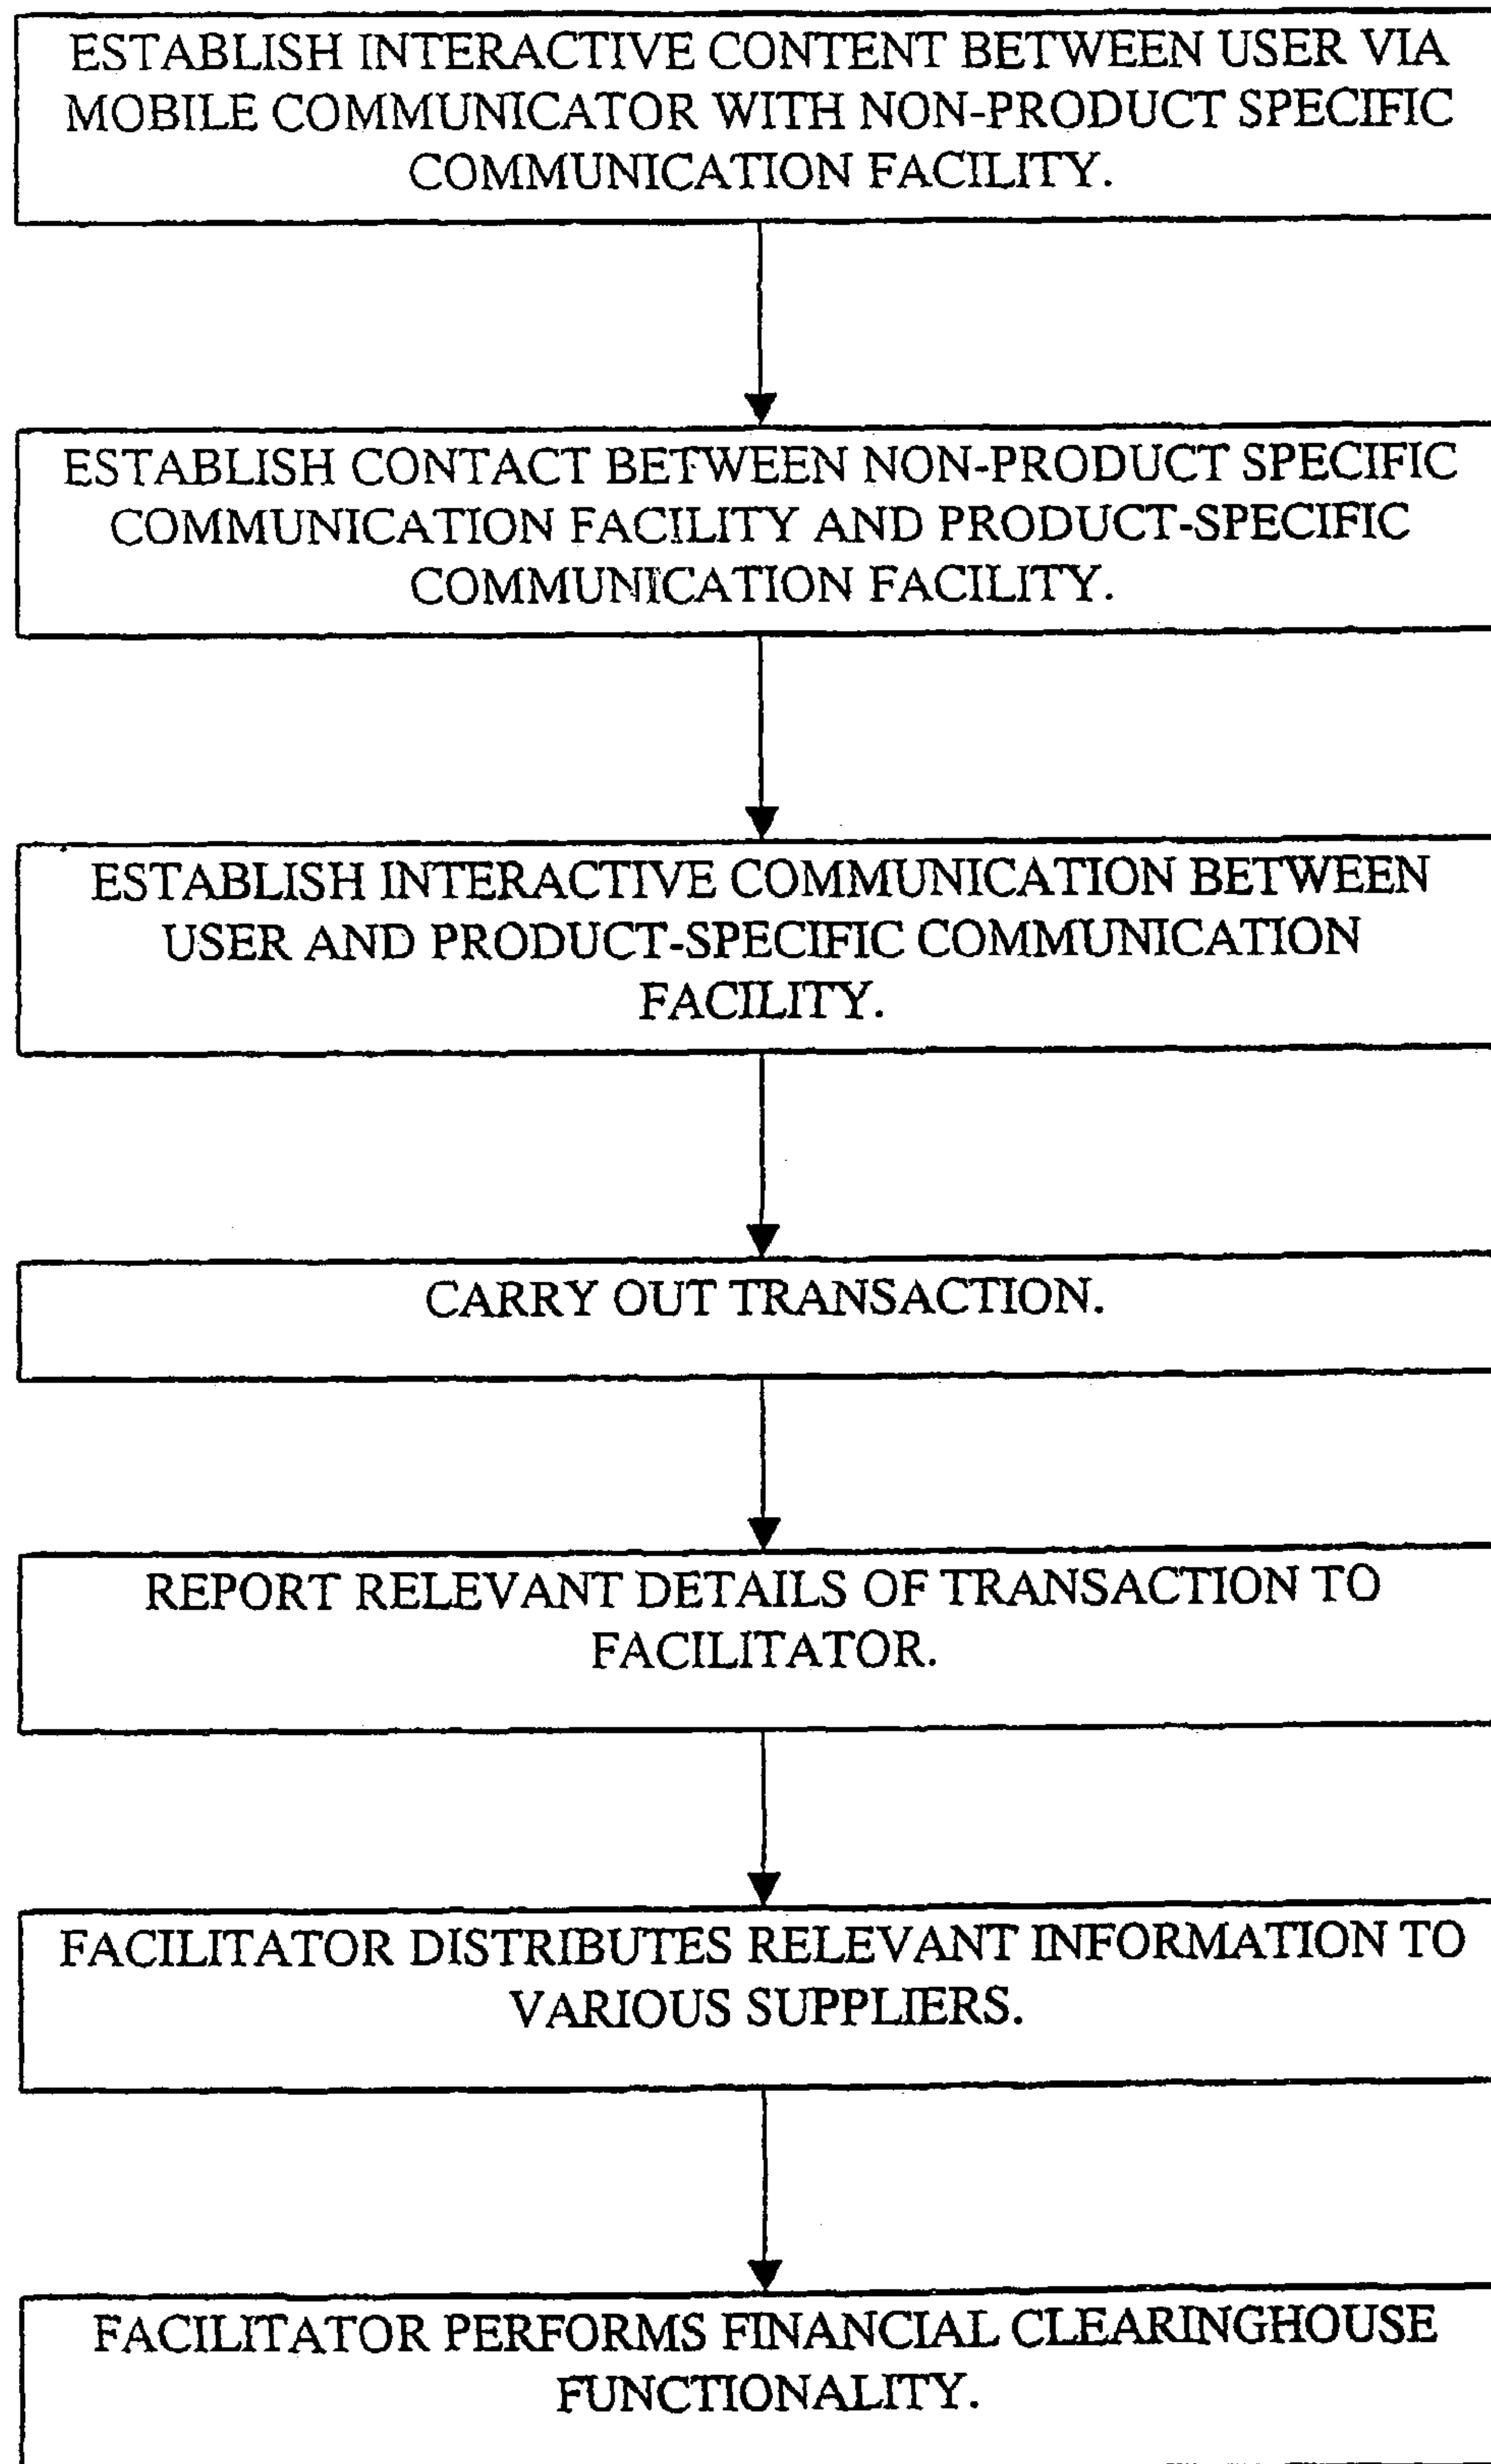 ESTABLISH INTERACTIVE CONTENT BETWEEN USER VIA
MOBILE COMMUNICATOR WITH NON-PRODUCT SPECIFIC
COMMUNICATION FACILITY.
ESTABLISH CONTACT BETWEEN NON-PRODUCT SPECIFIC
COMMUNICATION FACILITY AND PRODUCT-SPECIFIC
COMMUNICATION FACILITY.
ESTABLISH INTERACTIVE COMMUNICATION BETWEEN
USER AND PRODUCT-SPECIFIC COMMUNICATION
FACILITY.
CARRY OUT TRANSACTION.
REPORT RELEVANT DETAILS OF TRANSACTION TO
FACILITATOR.
FACILITATOR DISTRIBUTES RELEVANT INFORMATION TO
VARIOUS SUPPLIERS.
FACILITATOR PERFORMS FINANCIAL CLEARINGHOUSE
FUNCTIONALITY.